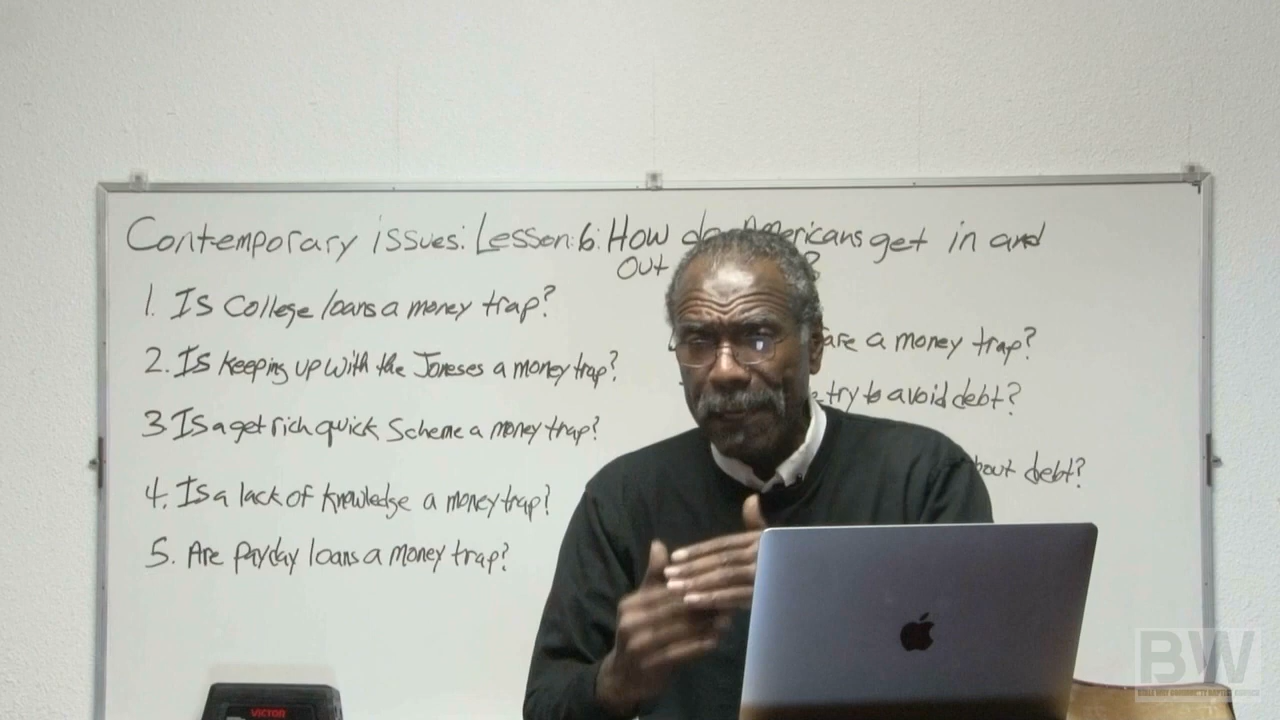 Contemporary issues: Lesson: 6: How do Americans get in and
Out ?
1. Is College loans a money trap?
2. Is Keeping up with the Joneses a money trap?
3 Is a get rich quick Scheme a money trap?
4. Is a lack of knowledge a money trap?
5. Are Payday loans a money trap?
are a money trap?
try to avoid debt?
bout debt?
VICTOR
BW